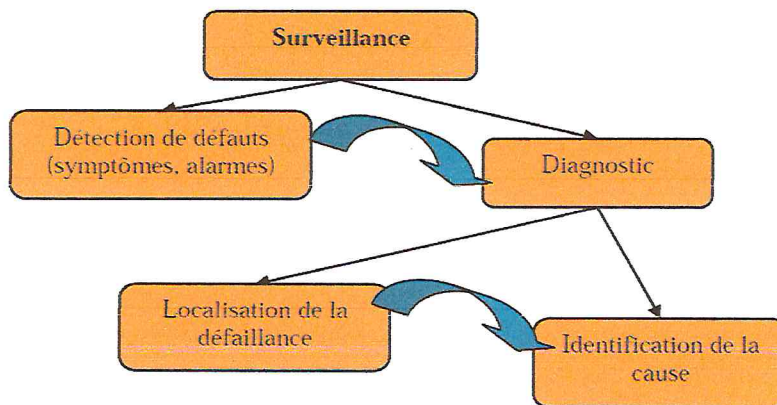 Surveillance
Détection de défauts
(symptômes, alarmes)
Diagnostic
Localisation de la
défaillance
Identification de la
cause